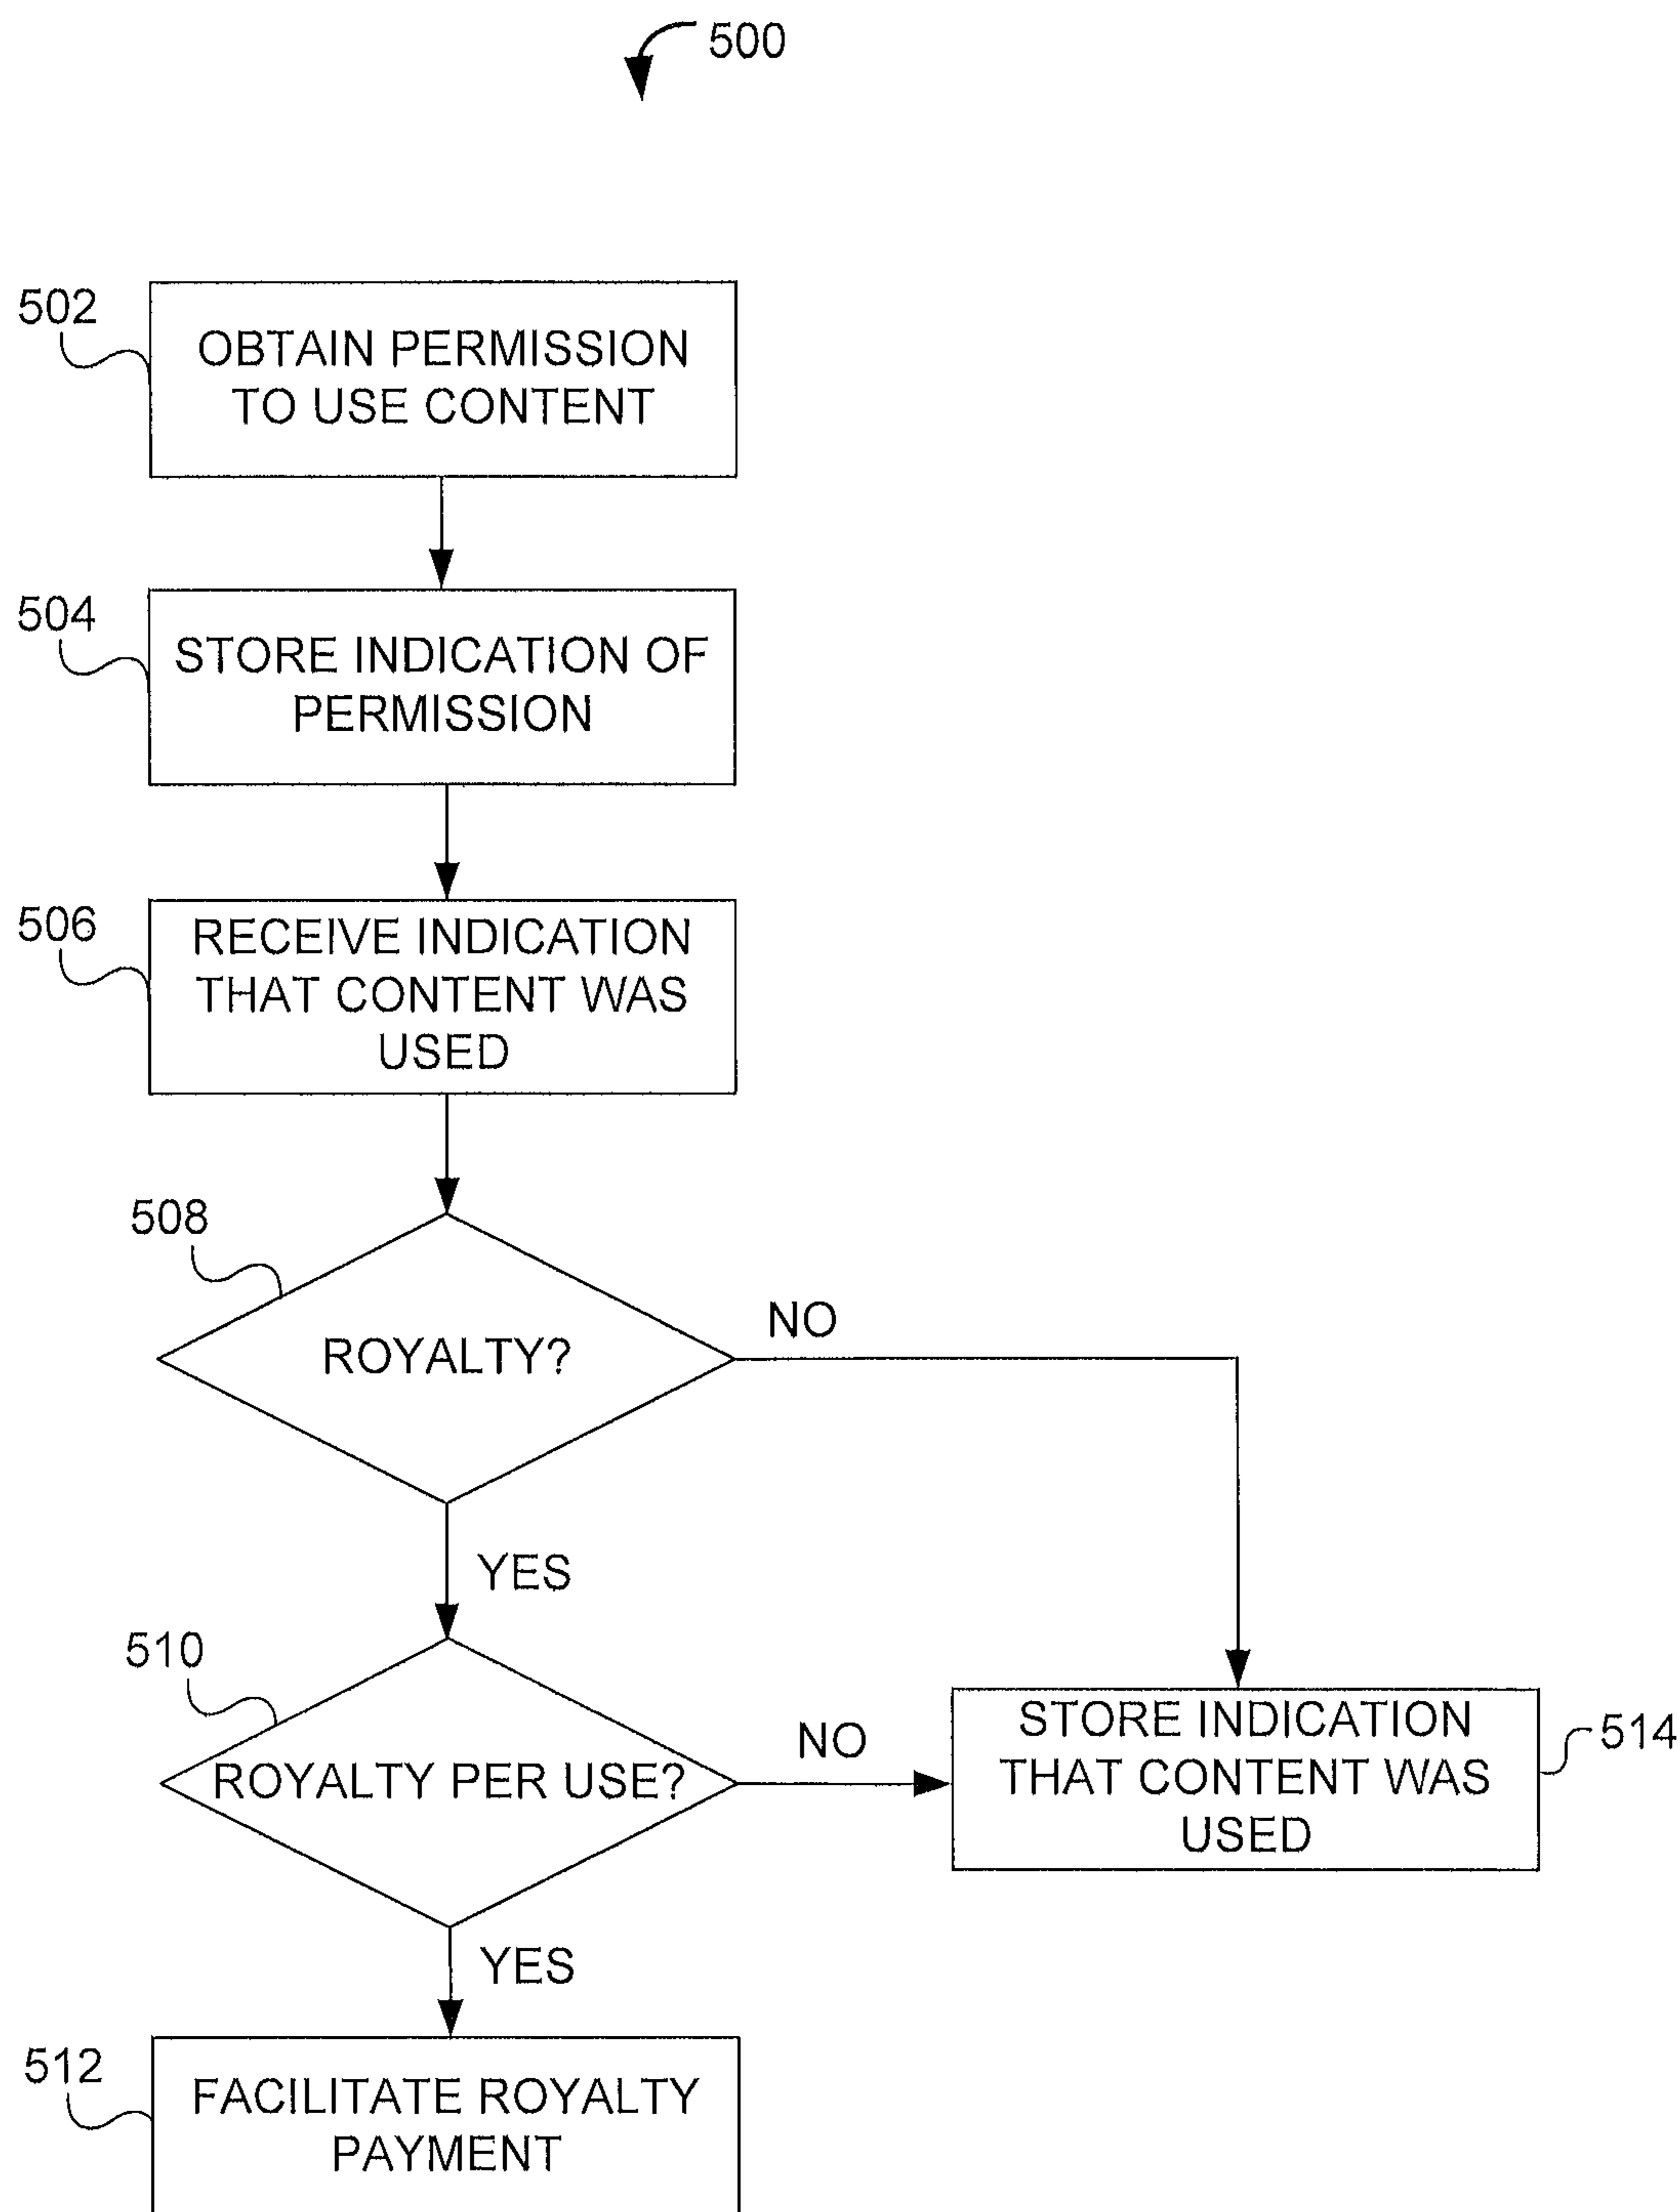 500
502
OBTAIN PERMISSION
TO USE CONTENT
504
STORE INDICATION OF
PERMISSION
506
RECEIVE INDICATION
THAT CONTENT WAS
USED
508
ROYALTY?
NO
YES
510
ROYALTY PER USE?
NO
STORE INDICATION
THAT CONTENT WAS
USED
514
YES
512
FACILITATE ROYALTY
PAYMENT